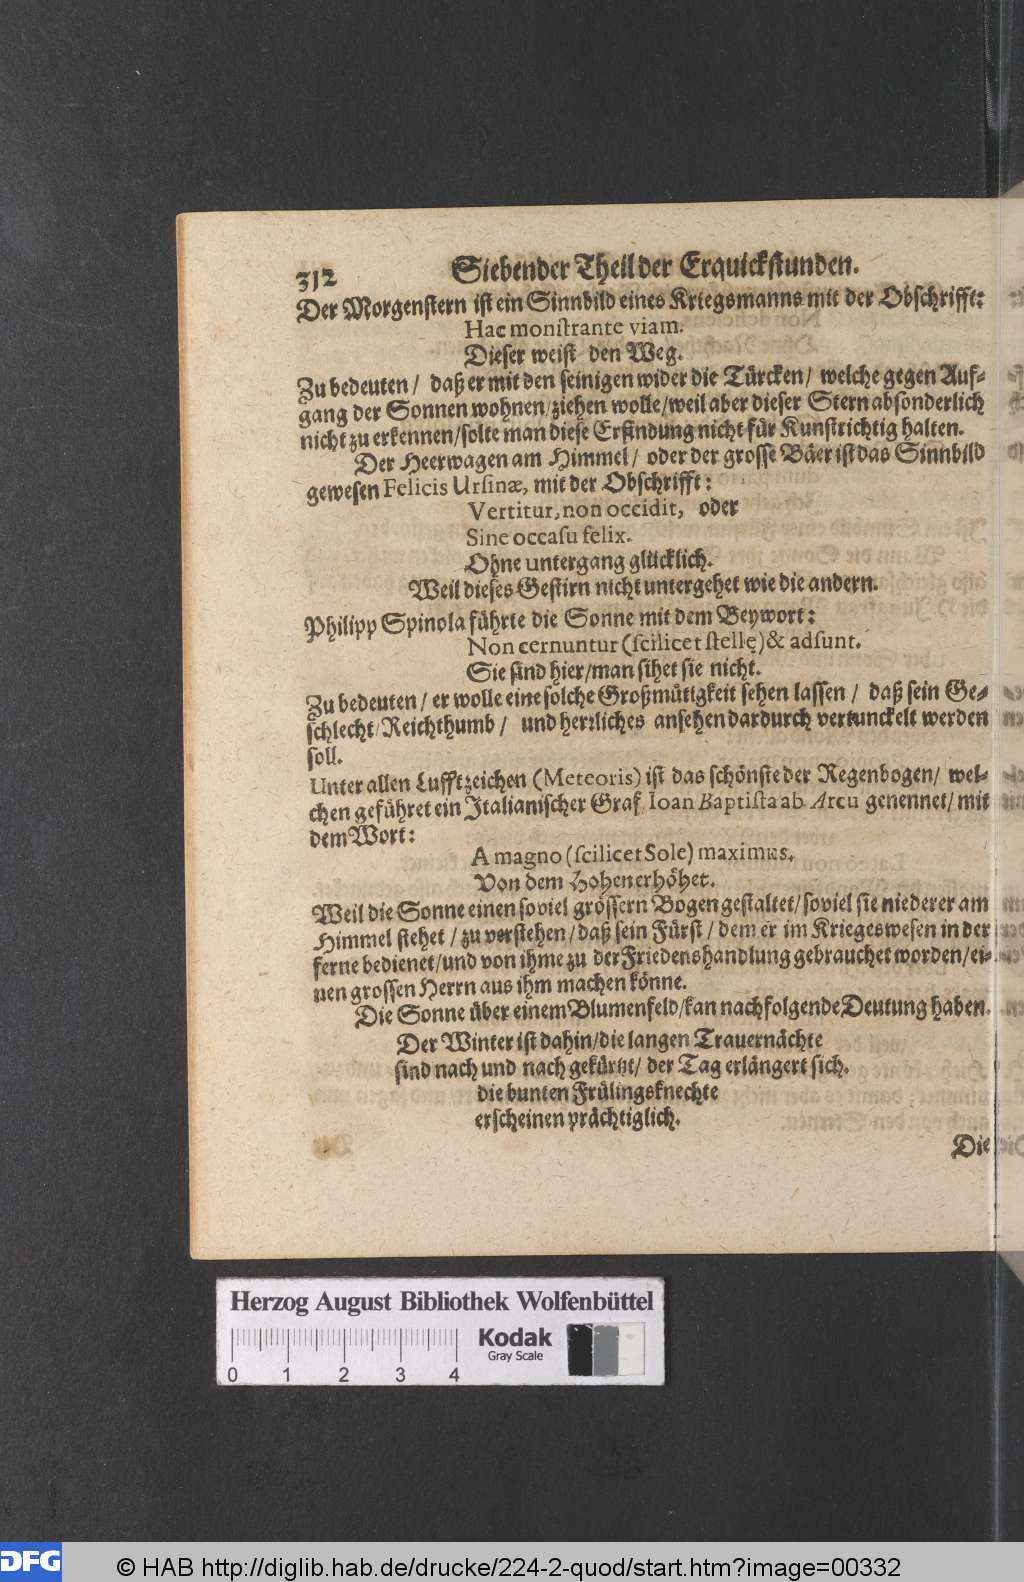 312 Siebender Theil der Erquickstunden.
Der Morgenstern ist ein Sinnbild eines Kriegsmanns mit der Obschrifft:
Hac monſtrante viam.
Dieser weist den Weg.
Zu bedeuten / daß er mit den seinigen wider die Türcken / welche gegen Auf-
gang der Sonnen wohnen / ziehen wolle / weil aber dieser Stern absonderlich
nicht zu erkennen / solte man diese Erfindung nicht für Kunstrichtig halten.
Der Heerwagen am Himmel / oder der grosse Bäer ist das Sinnbild
gewesen Felicis Urſinæ, mit der Obschrifft:
Vertitur, non occidit, oder
Sine occaſu felix.
Ohne untergang glücklich.
Weil dieses Gestirn nicht untergehet wie die andern.
Philipp Spinola führte die Sonne mit dem Beywort:
Non cernuntur (ſcilicet ſtellę) & adſunt.
Sie sind hier / man sihet sie nicht.
Zu bedeuten / er wolle eine solche Großmütigkeit sehen lassen / daß sein Ge-
schlecht / Reichthumb / und herꝛliches ansehen dardurch vertunckelt werden
soll.
Unter allen Lufftzeichen (Meteoris) ist das schönste der Regenbogen / wel-
chen geführet ein Italianischer Graf Ioan Baptiſta ab Arcu genennet / mit
dem Wort:
A magno (ſcilicet Sole) maximus.
Von dem Hohen erhöhet.
Weil die Sonne einen soviel grössern Bogen gestaltet / soviel sie niederer am
Himmel stehet / zu verstehen / daß sein Fürst / dem er im Kriegeswesen in der
ferne bedienet / und von ihme zu der Friedenshandlung gebrauchet worden / ei-
nen grossen Herrn aus ihm machen könne.
Die Sonne über einem Blumenfeld / kan nachfolgende Deutung haben.
Der Winter ist dahin / die langen Trauernächte
sind nach und nach gekürtzt / der Tag erlängert sich.
die bunten Frülingsknechte
erscheinen prächtiglich.
Die
Herzog August Bibliothek Wolfenbüttel
Kodak
Gray Scale
0 1 2 3 4
DFG
© HAB http://diglib.hab.de/drucke/224-2-quod/start.htm?image=00332